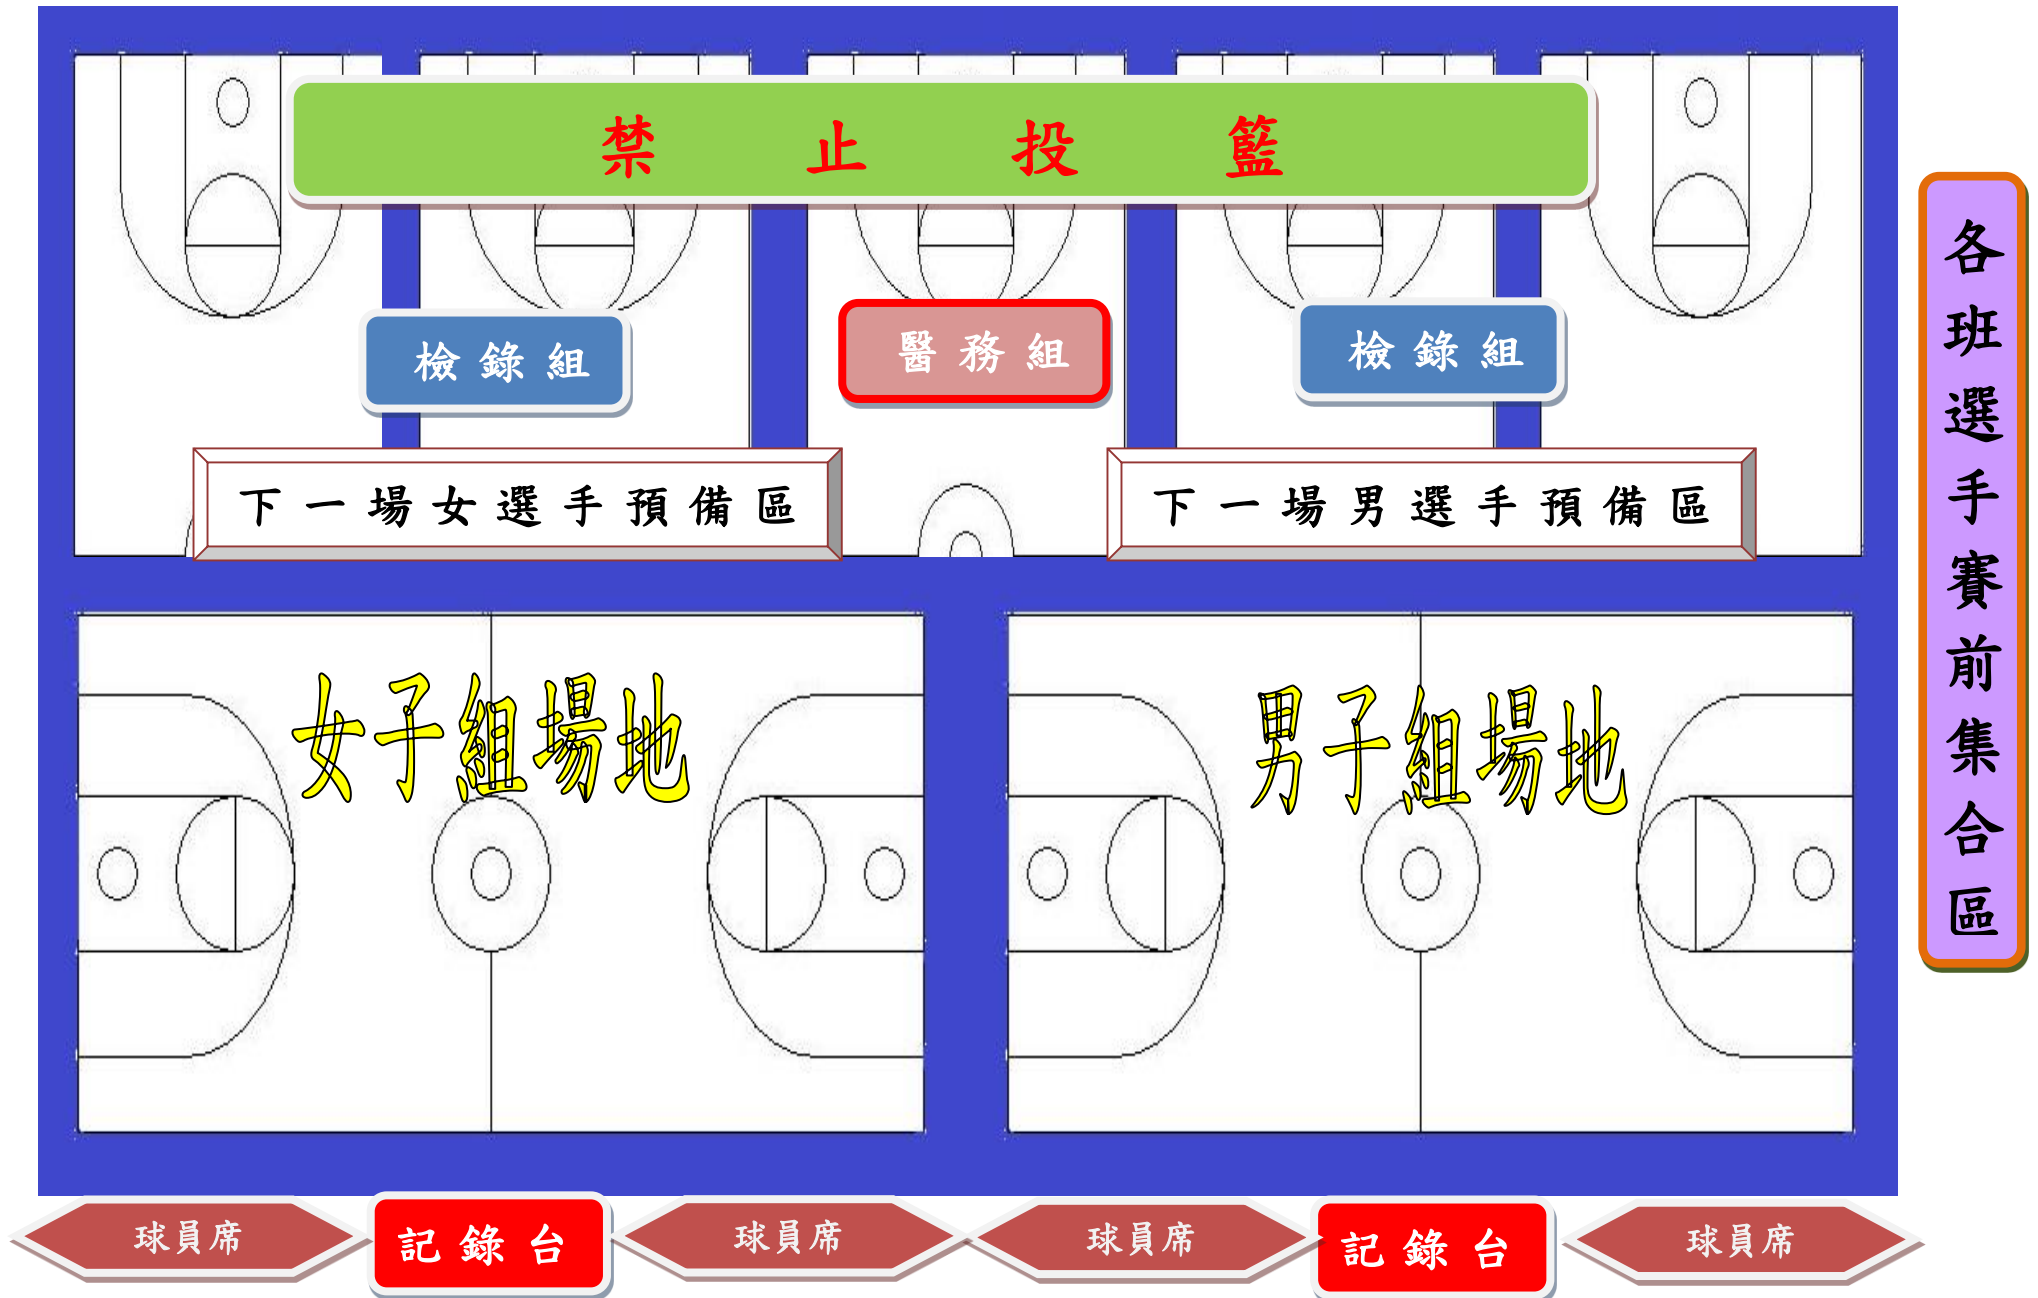 禁止投籃
檢錄組
醫務組
檢錄組
下一場女選手預備區
下一場男選手預備區
女子組場地
男子組場地
各班選手賽前集合區
球員席
記錄台
球員席
球員席
記錄台
球員席